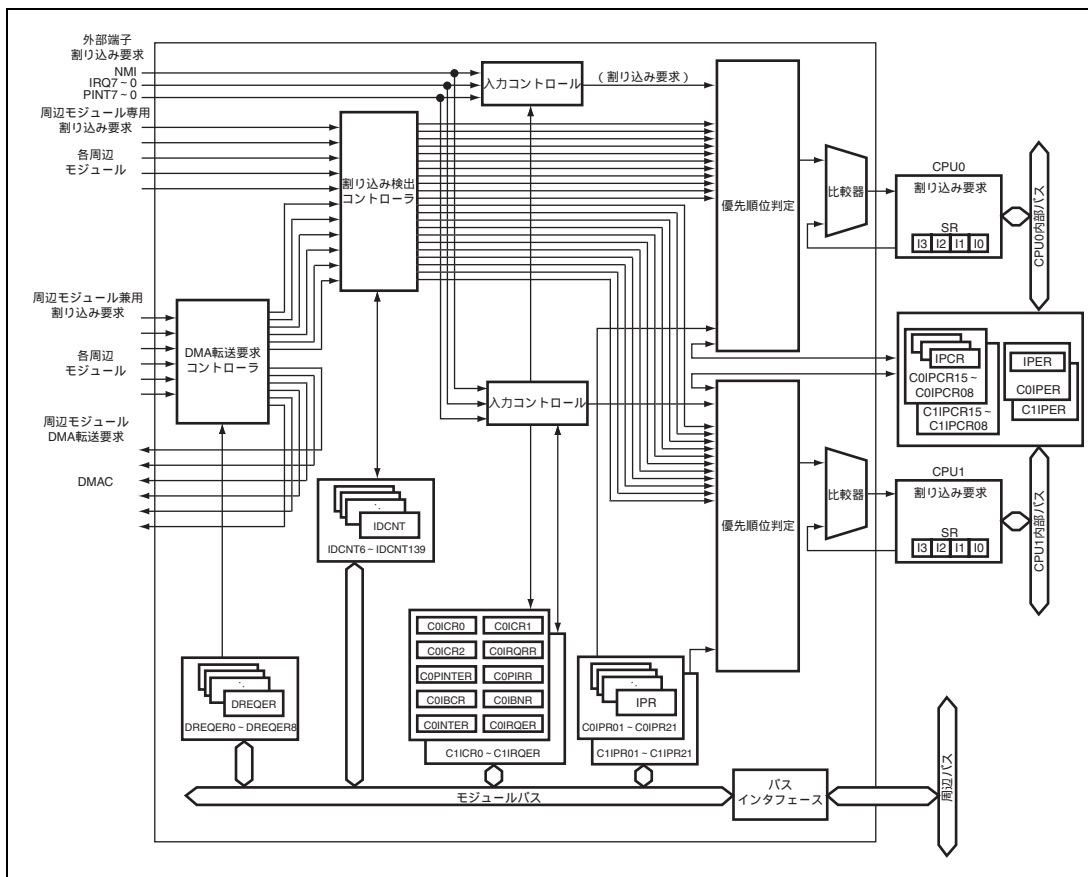 外部端子
割り込み要求
NMI
IRQ7~0
PINT7~0
周辺モジュール専用
割り込み要求
各周辺
モジュール
周辺モジュール兼用
割り込み要求
各周辺
モジュール
周辺モジュール
DMA転送要求
DMAC
DMA転送要求
コントローラ
割り込み検出
コントローラ
入力コントロール
(割り込み要求)
入力コントロール
優先順位判定
優先順位判定
比較器
比較器
CPU0
割り込み要求
SR
I3 I2 I1 I0
CPU0内部バス
IPCR
C0IPCR15~
C0IPCR08
C1IPCR15~
C1IPCR08
IPER
C0IPER
C1IPER
CPU1
割り込み要求
SR
I3 I2 I1 I0
CPU1内部バス
IDCNT
IDCNT6~IDCNT139
DREQER
DREQER0~DREQER8
C0ICR0 C0ICR1
C0ICR2 C0IRQRR
C0PINTER C0PIRR
C0IBCR C0IBNR
C0INTER C0IRQER
C1ICR0~C1IRQER
IPR
C0IPR01~C0IPR21
C1IPR01~C1IPR21
モジュールバス
バス
インタフェース
周辺バス